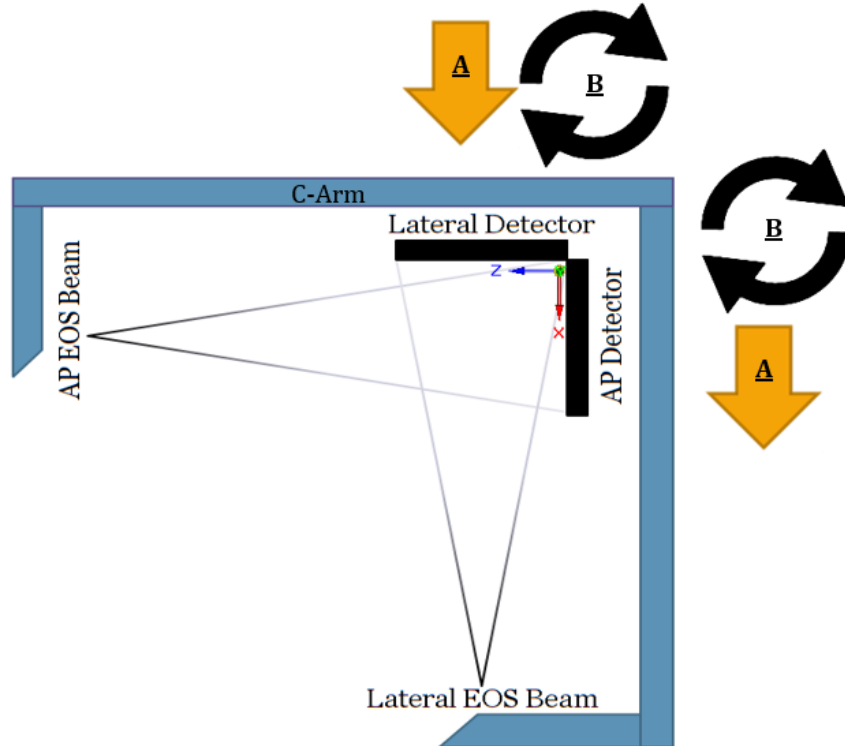 A
B
C-Arm
B
Lateral Detector
Z
X
AP EOS Beam
AP Detector
A
Lateral EOS Beam